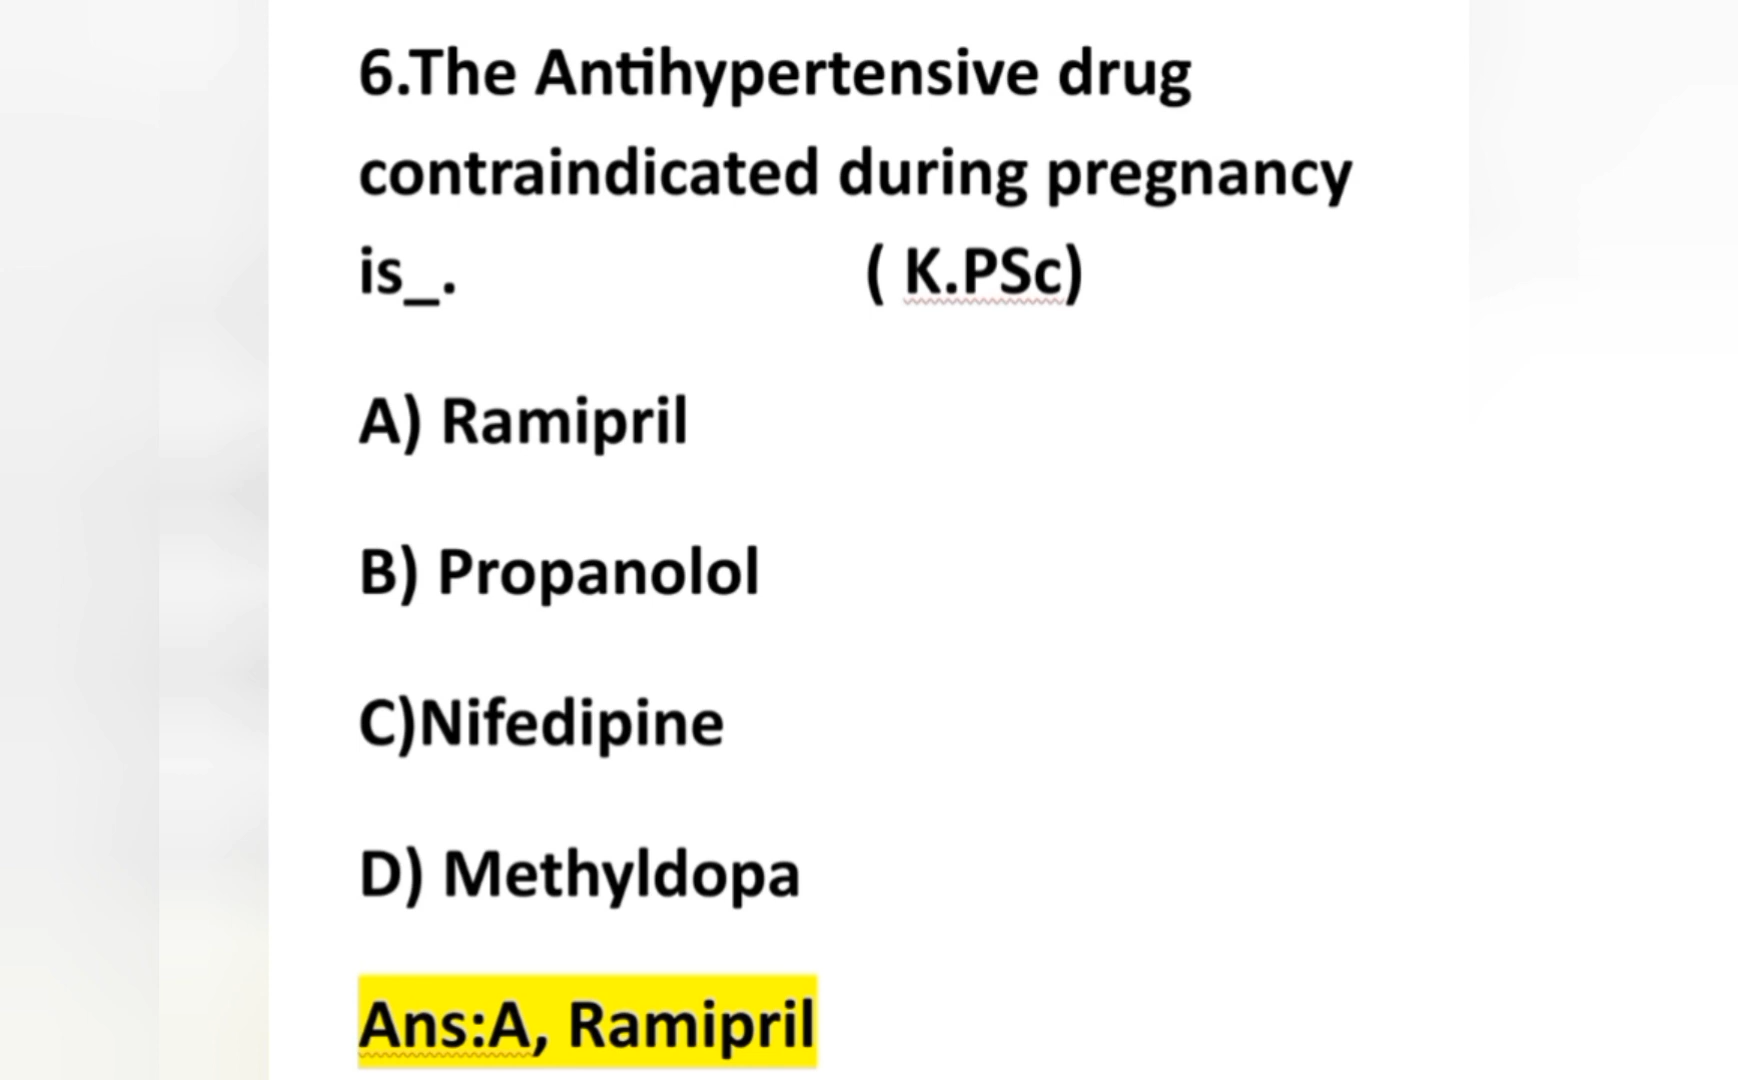 6.The Antihypertensive drug
contraindicated during pregnancy
is_. ( K.PSc)
A) Ramipril
B) Propanolol
C)Nifedipine
D) Methyldopa
Ans:A, Ramipril